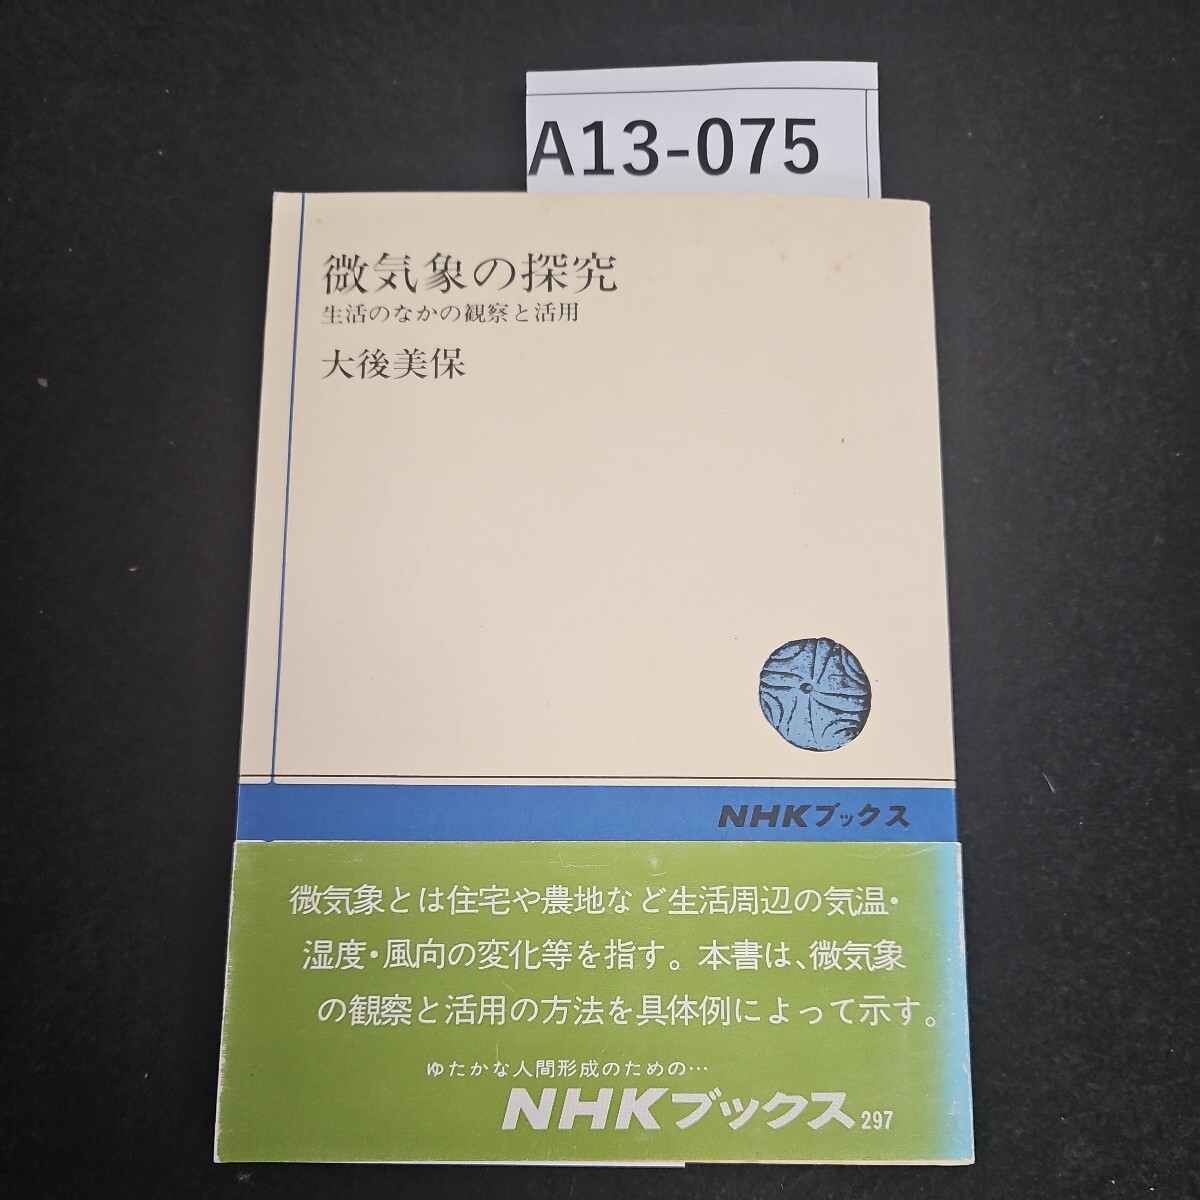 A13-075
微気象の探究
生活のなかの観察と活用
大後美保
NHKブックス
微気象とは住宅や農地など生活周辺の気温・
湿度・風向の変化等を指す。本書は、微気象
の観察と活用の方法を具体例によって示す。
ゆたかな人間形成のための…
NHKブックス297